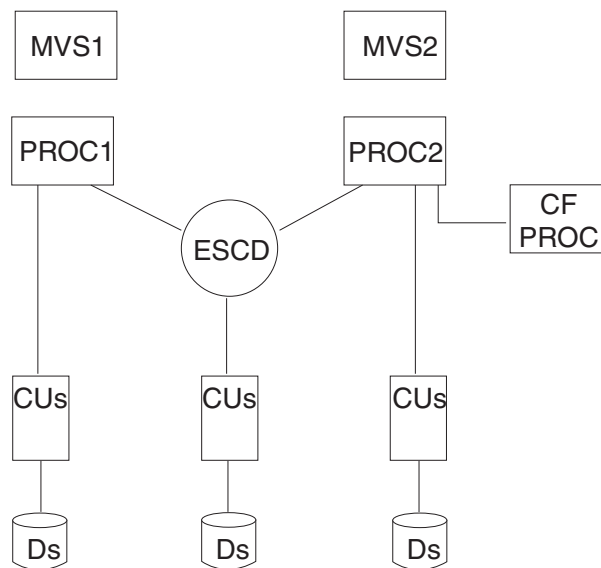 MVS1
MVS2
PROC1
PROC2
CF
PROC
ESCD
CUs
CUs
CUs
Ds
Ds
Ds